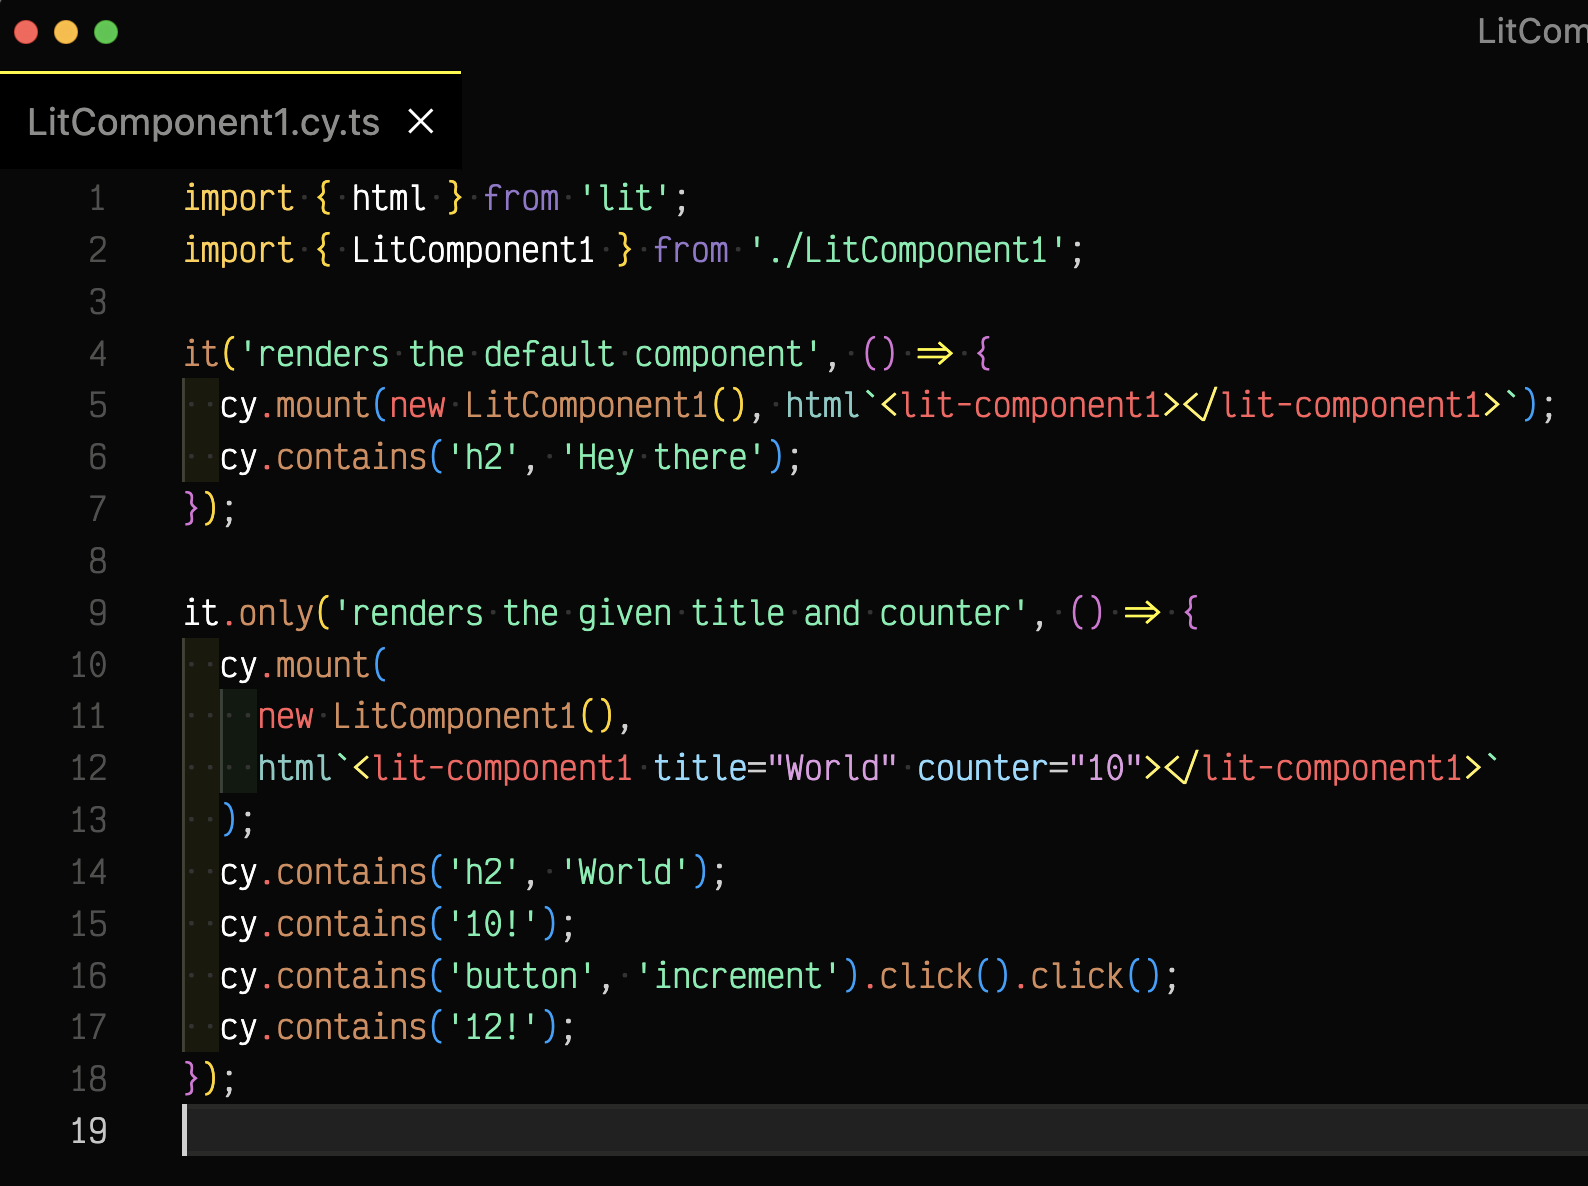 LitCom
LitComponent1.cy.ts
1 import { html } from 'lit';
2 import { LitComponent1 } from './LitComponent1';
3
4 it('renders the default component', () => {
5   cy.mount(new LitComponent1(), html`<lit-component1></lit-component1>`);
6   cy.contains('h2', 'Hey there');
7 });
8
9 it.only('renders the given title and counter', () => {
10   cy.mount(
11     new LitComponent1(),
12     html`<lit-component1 title="World" counter="10"></lit-component1>`
13   );
14   cy.contains('h2', 'World');
15   cy.contains('10!');
16   cy.contains('button', 'increment').click().click();
17   cy.contains('12!');
18 });
19